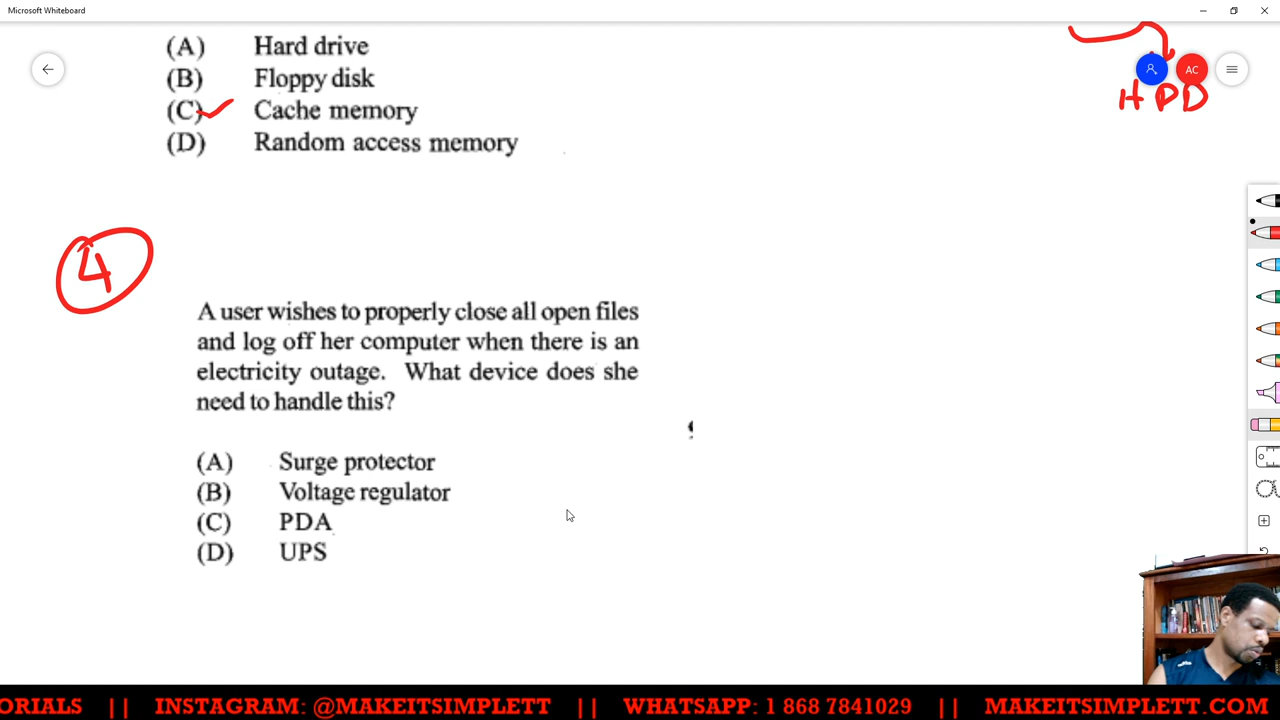 Microsoft Whiteboard
(A) Hard drive
(B) Floppy disk
AC
HDD
(C) Cache memory
(D) Random access memory
4
A user wishes to properly close all open files
and log off her computer when there is an
electricity outage. What device does she
need to handle this?
(A) Surge protector
(B) Voltage regulator
(C) PDA
(D) UPS
ORIALS || INSTAGRAM: @MAKEITSIMPLETT || WHATSAPP: 1 868 7841029 || MAKEITSIMPLETT.COM